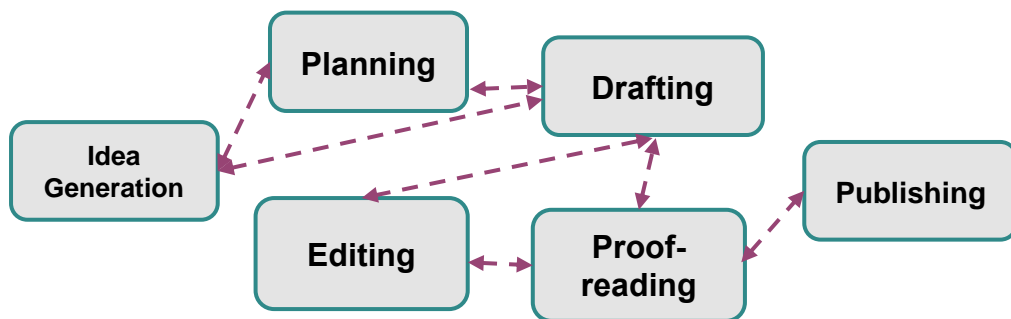 Planning
Drafting
Idea
Generation
Publishing
Editing
Proof-
reading